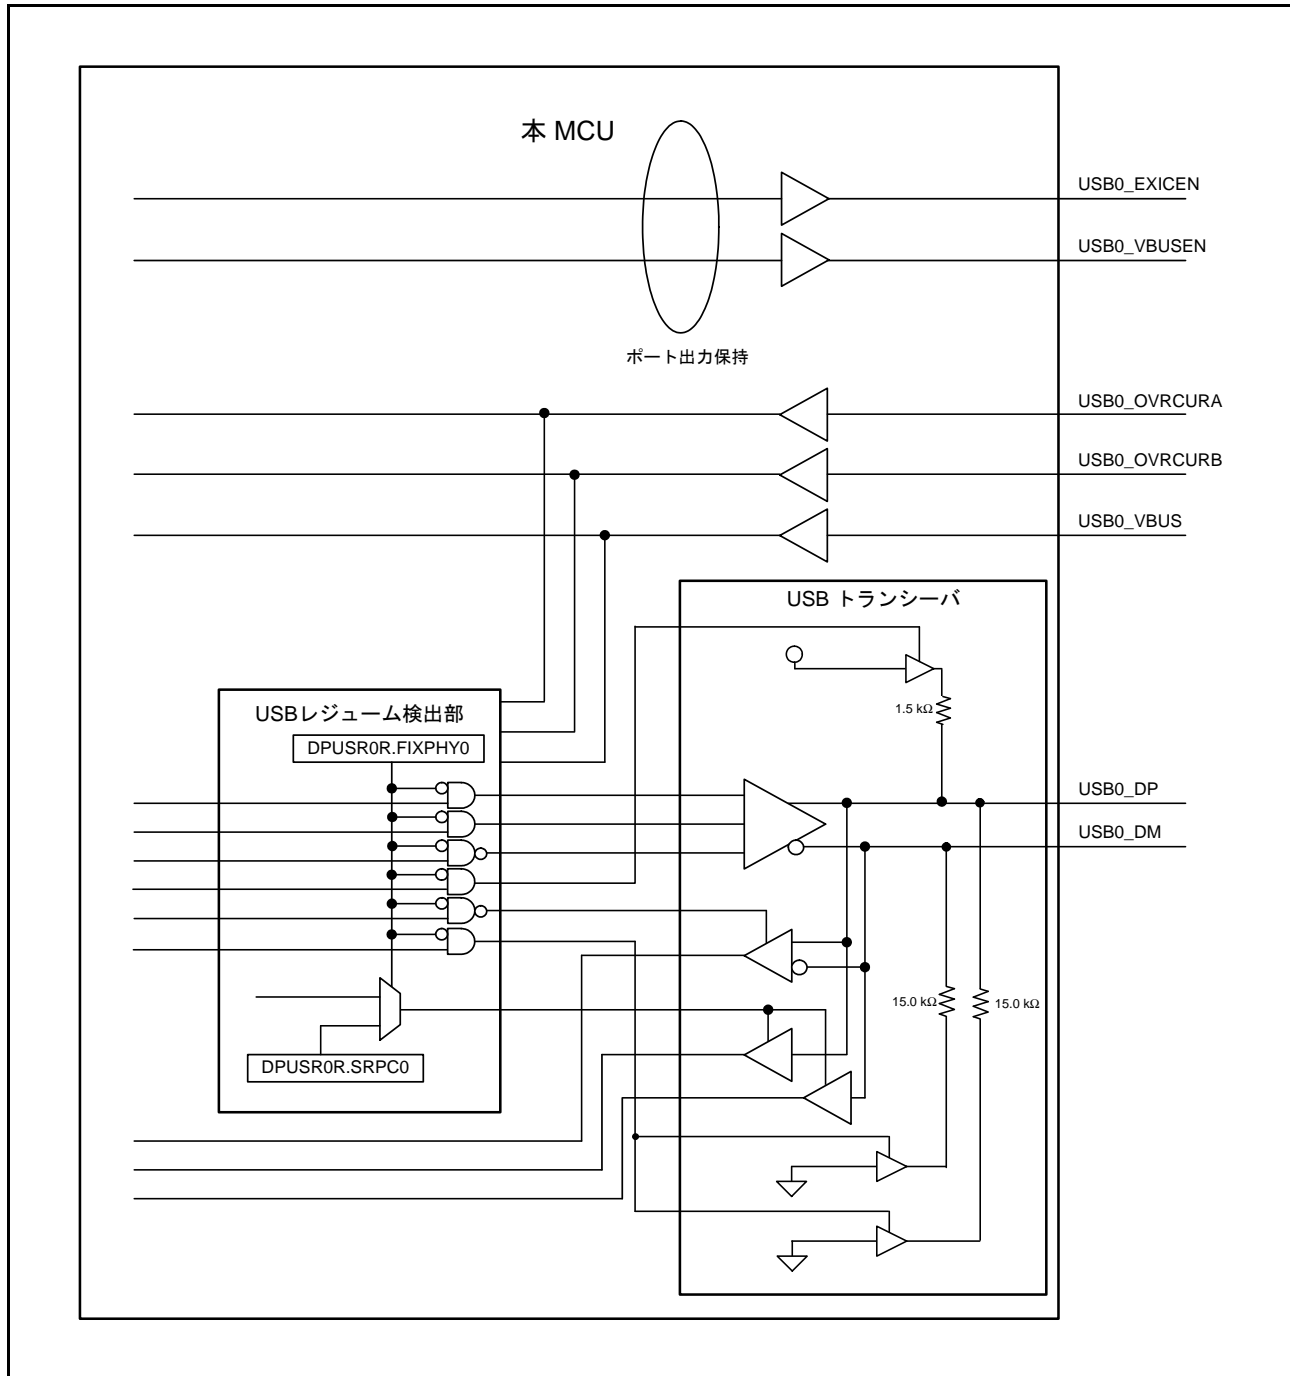 本 MCU
USB0_EXICEN
USB0_VBUSEN
ポート出力保持
USB0_OVRCURA
USB0_OVRCURB
USB0_VBUS
USB トランシーバ
1.5 kΩ
USBレジューム検出部
DPUSR0R.FIXPHY0
USB0_DP
USB0_DM
15.0 kΩ
15.0 kΩ
DPUSR0R.SRPC0